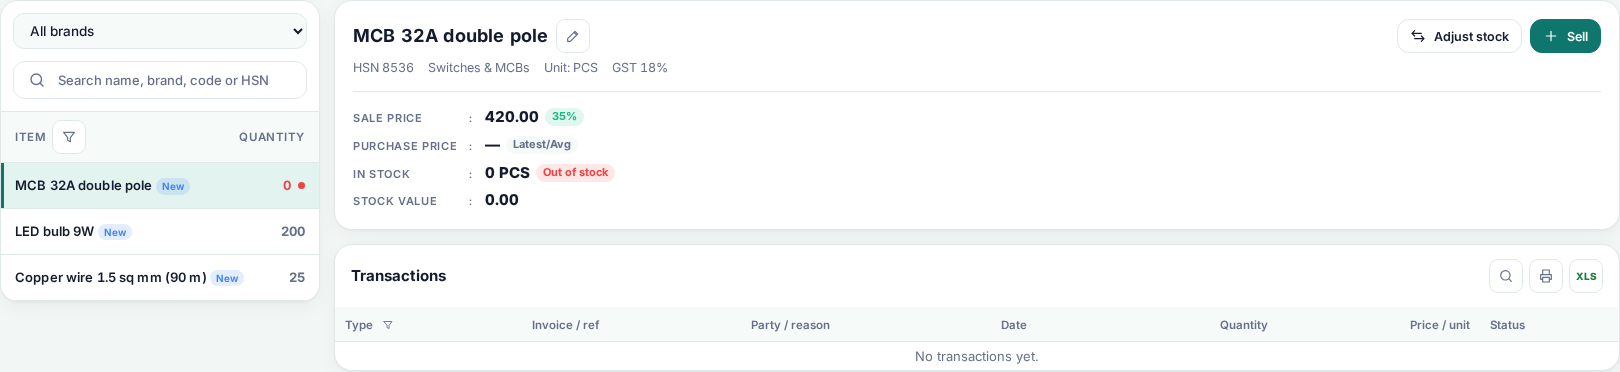 All brands
Search name, brand, code or HSN
ITEM QUANTITY
MCB 32A double pole New 0
LED bulb 9W New 200
Copper wire 1.5 sq mm (90 m) New 25
MCB 32A double pole
Adjust stock
Sell
HSN 8536 Switches & MCBs Unit: PCS GST 18%
SALE PRICE : 420.00 35%
PURCHASE PRICE : — Latest/Avg
IN STOCK : 0 PCS Out of stock
STOCK VALUE : 0.00
Transactions
XLS
Type Invoice / ref Party / reason Date Quantity Price / unit Status
No transactions yet.